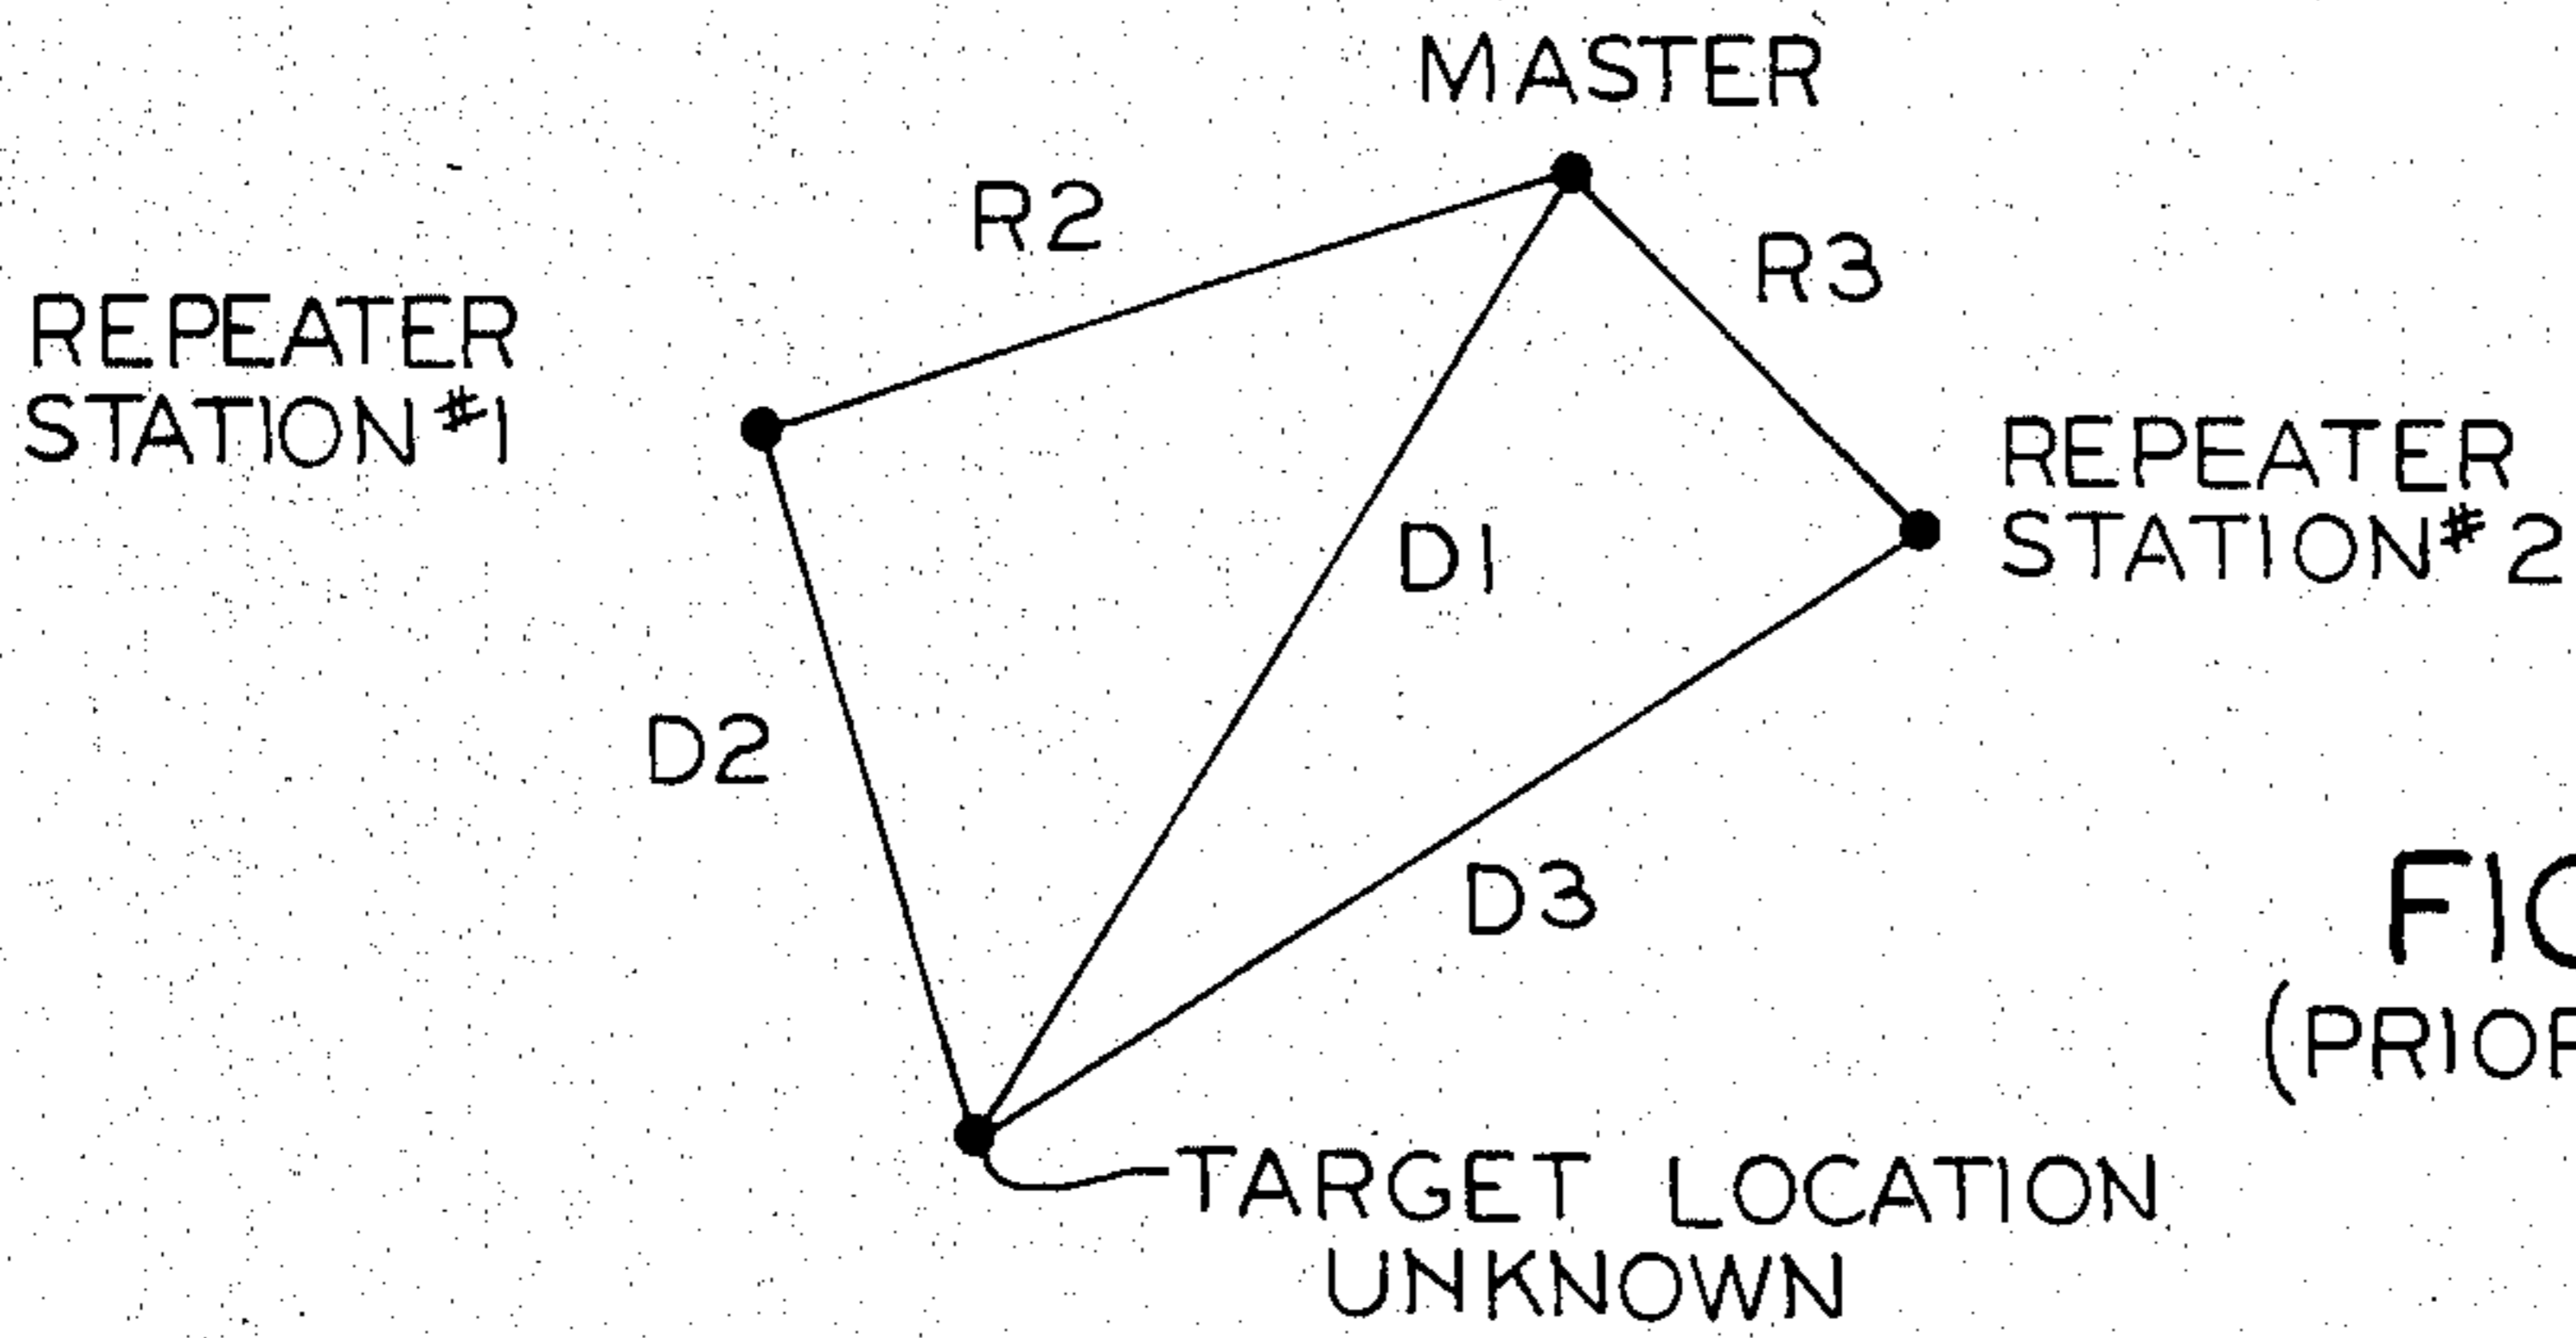 MASTER
R2
R3
REPEATER
STATION #1
REPEATER
STATION # 2
D1
D2
D3
TARGET LOCATION
UNKNOWN